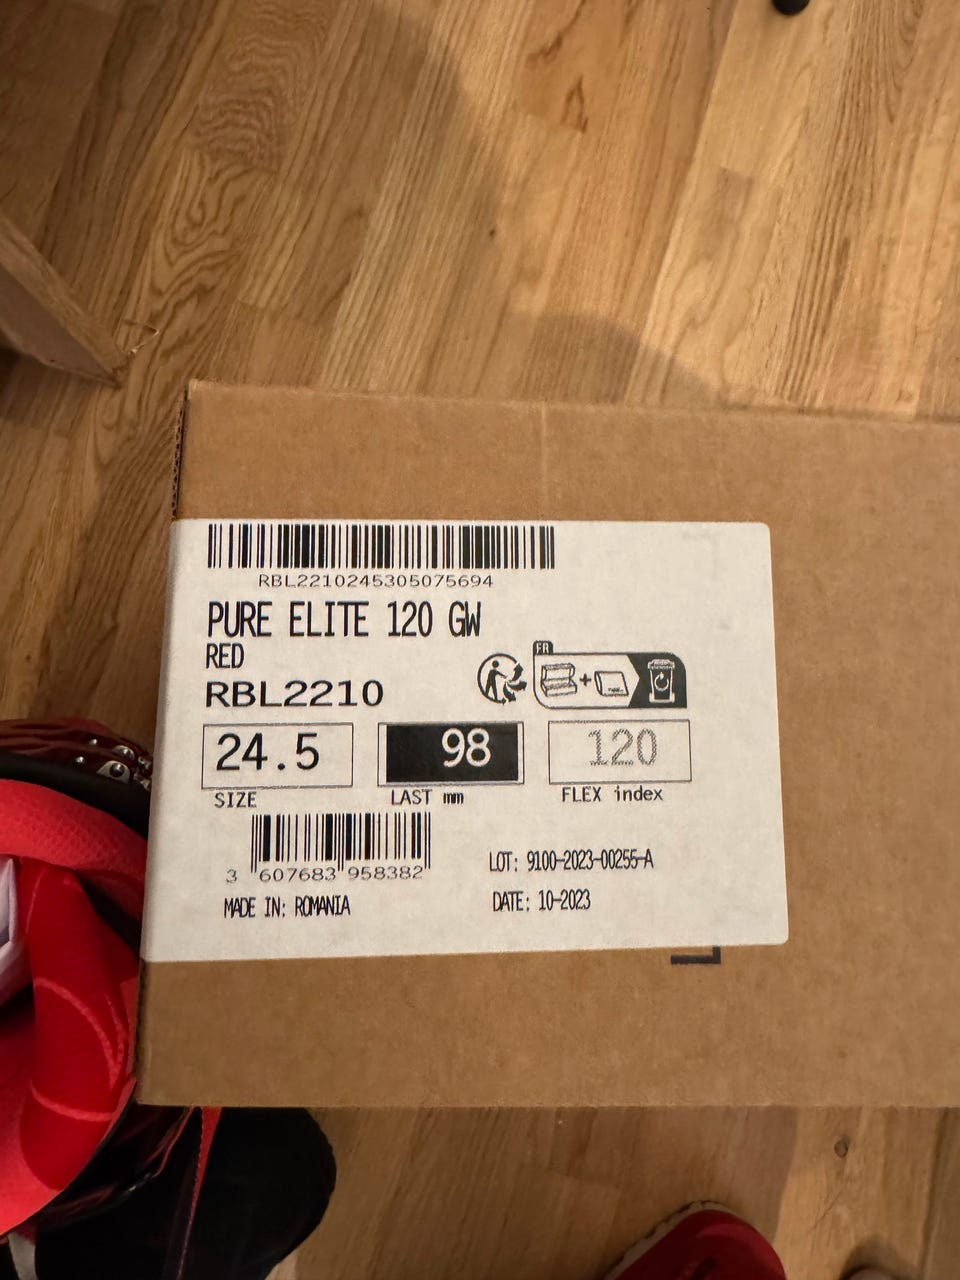 RBL2210245305075694
PURE ELITE 120 GW
RED
FR
RBL2210
24.5 98 120
SIZE LAST mm FLEX index
3 607683 958382
LOT: 9100-2023-00255-A
MADE IN: ROMANIA DATE: 10-2023